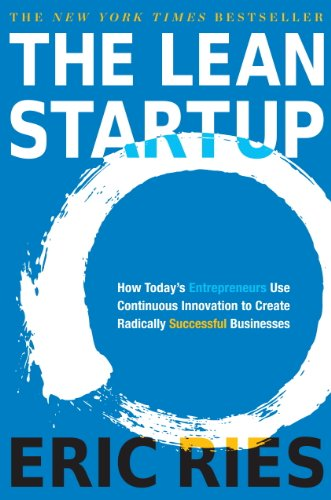 THE NEW YORK TIMES BESTSELLER
THE LEAN
STARTUP
How Today's Entrepreneurs Use
Continuous Innovation to Create
Radically Successful Businesses
ERIC RIES